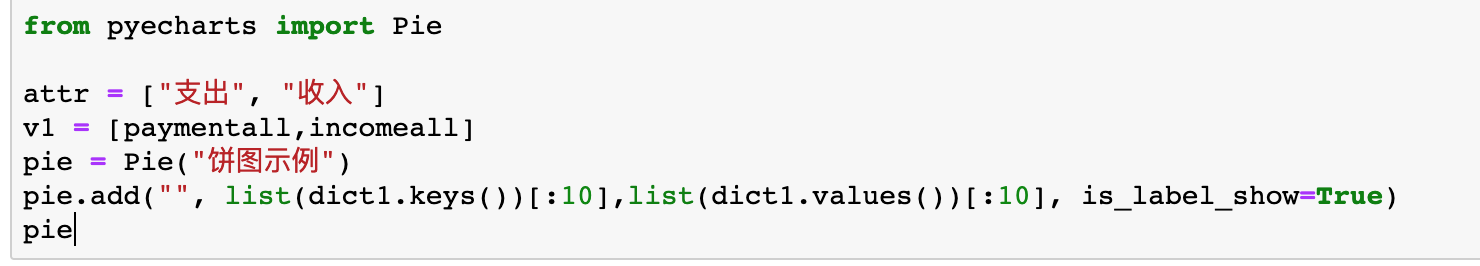 from pyecharts import Pie
attr = ["支出", "收入"]
v1 = [paymentall,incomeall]
pie = Pie("饼图示例")
pie.add("", list(dict1.keys())[:10],list(dict1.values())[:10], is_label_show=True)
pie